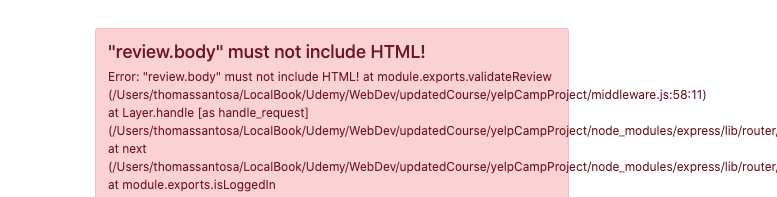 "review.body" must not include HTML!
Error: "review.body" must not include HTML! at module.exports.validateReview
(/Users/thomassantosa/LocalBook/Udemy/WebDev/updatedCourse/yelpCampProject/middleware.js:58:11)
at Layer.handle [as handle_request]
(/Users/thomassantosa/LocalBook/Udemy/WebDev/updatedCourse/yelpCampProject/node_modules/express/lib/router/
at next
(/Users/thomassantosa/LocalBook/Udemy/WebDev/updatedCourse/yelpCampProject/node_modules/express/lib/router/
at module.exports.isLoggedIn